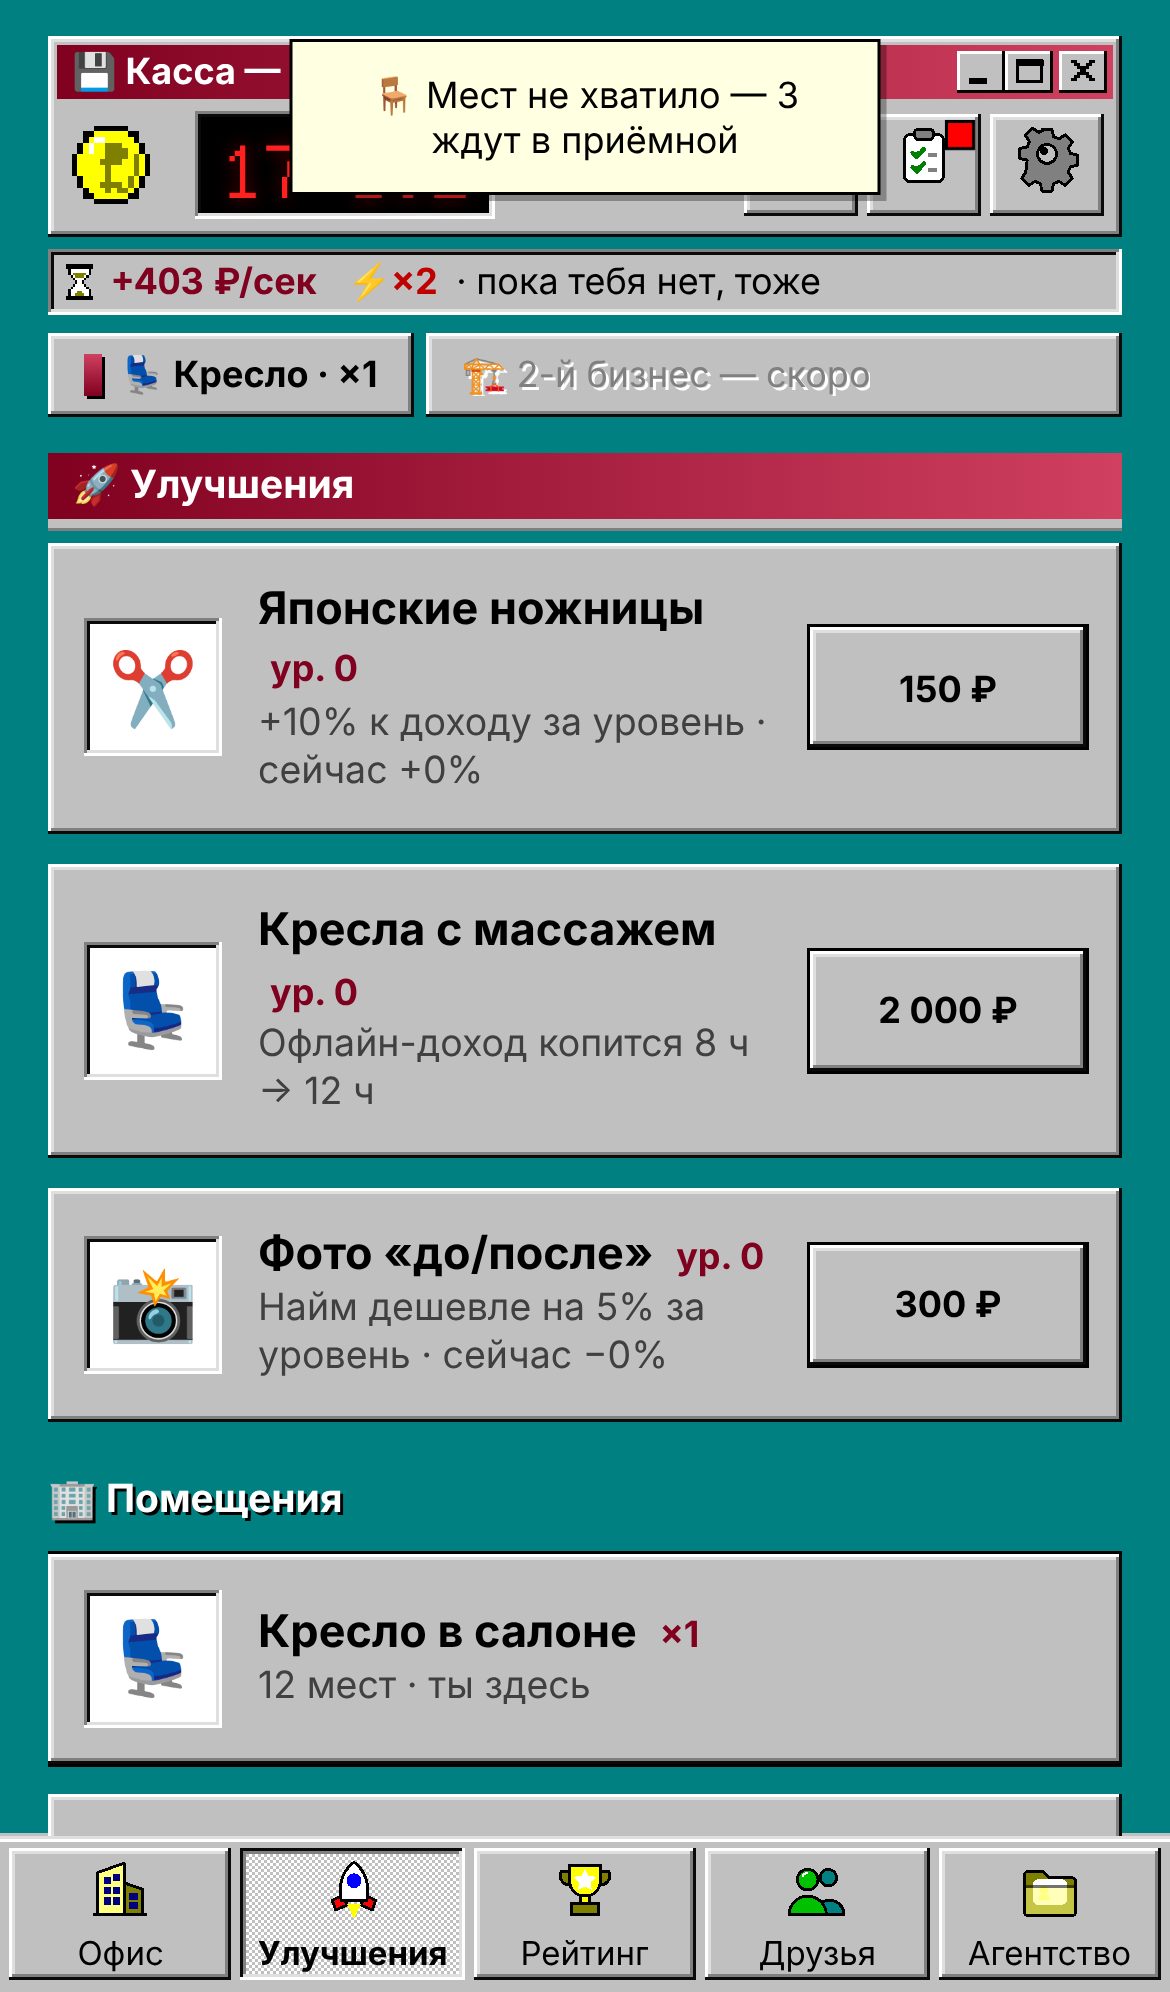 Касса —
Мест не хватило — 3
ждут в приёмной
+403 ₽/сек ×2 · пока тебя нет, тоже
Кресло · ×1
2-й бизнес — скоро
Улучшения
Японские ножницы
ур. 0
+10% к доходу за уровень ·
сейчас +0%
150 ₽
Кресла с массажем
ур. 0
Офлайн-доход копится 8 ч
→ 12 ч
2 000 ₽
Фото «до/после» ур. 0
Найм дешевле на 5% за
уровень · сейчас −0%
300 ₽
Помещения
Кресло в салоне ×1
12 мест · ты здесь
Офис
Улучшения
Рейтинг
Друзья
Агентство